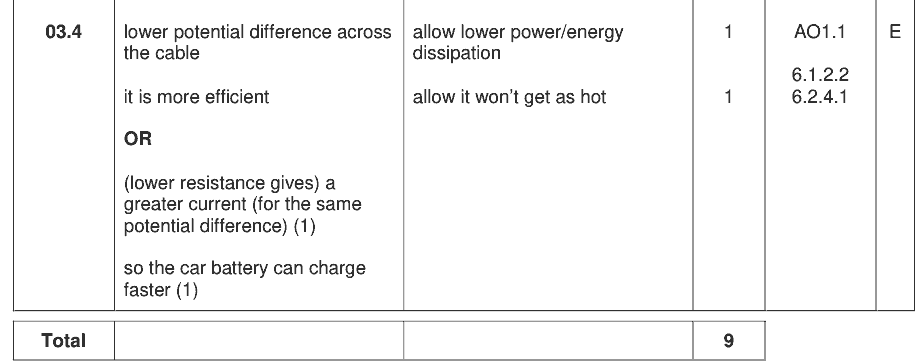 03.4 lower potential difference across allow lower power/energy 1 AO1.1 E
the cable dissipation
6.1.2.2
it is more efficient allow it won't get as hot 1 6.2.4.1
OR
(lower resistance gives) a
greater current (for the same
potential difference) (1)
so the car battery can charge
faster (1)
Total 9